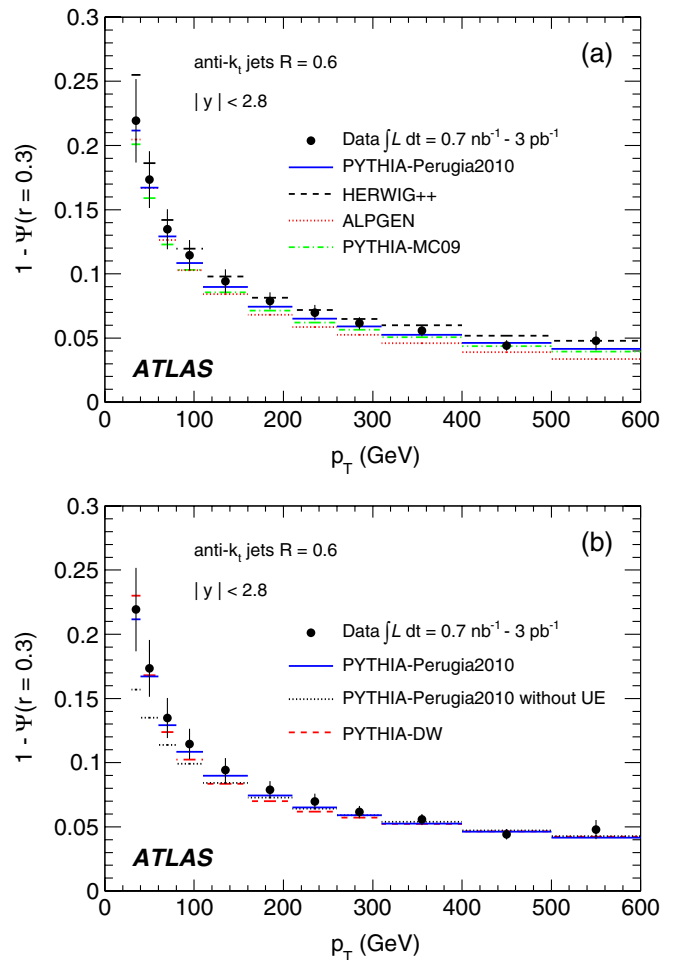 (a)
anti-kt jets R = 0.6
| y | < 2.8
Data ∫L dt = 0.7 nb-1 - 3 pb-1
PYTHIA-Perugia2010
HERWIG++
ALPGEN
PYTHIA-MC09
ATLAS
1 - Ψ(r = 0.3)
0.3
0.25
0.2
0.15
0.1
0.05
0
0 100 200 300 400 500 600
pT (GeV)
(b)
anti-kt jets R = 0.6
| y | < 2.8
Data ∫L dt = 0.7 nb-1 - 3 pb-1
PYTHIA-Perugia2010
PYTHIA-Perugia2010 without UE
PYTHIA-DW
ATLAS
1 - Ψ(r = 0.3)
0.3
0.25
0.2
0.15
0.1
0.05
0
0 100 200 300 400 500 600
pT (GeV)